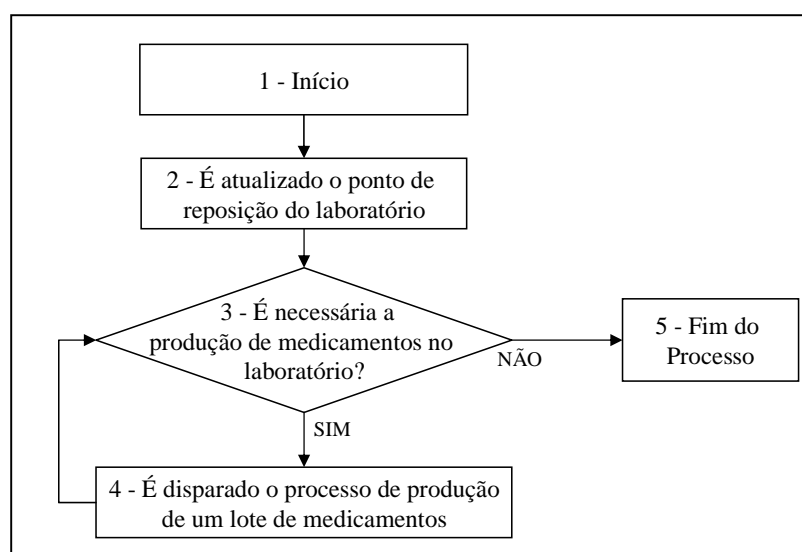 1 - Início
2 - É atualizado o ponto de
reposição do laboratório
3 - É necessária a
produção de medicamentos no
laboratório?
NÃO
5 - Fim do
Processo
SIM
4 - É disparado o processo de produção
de um lote de medicamentos